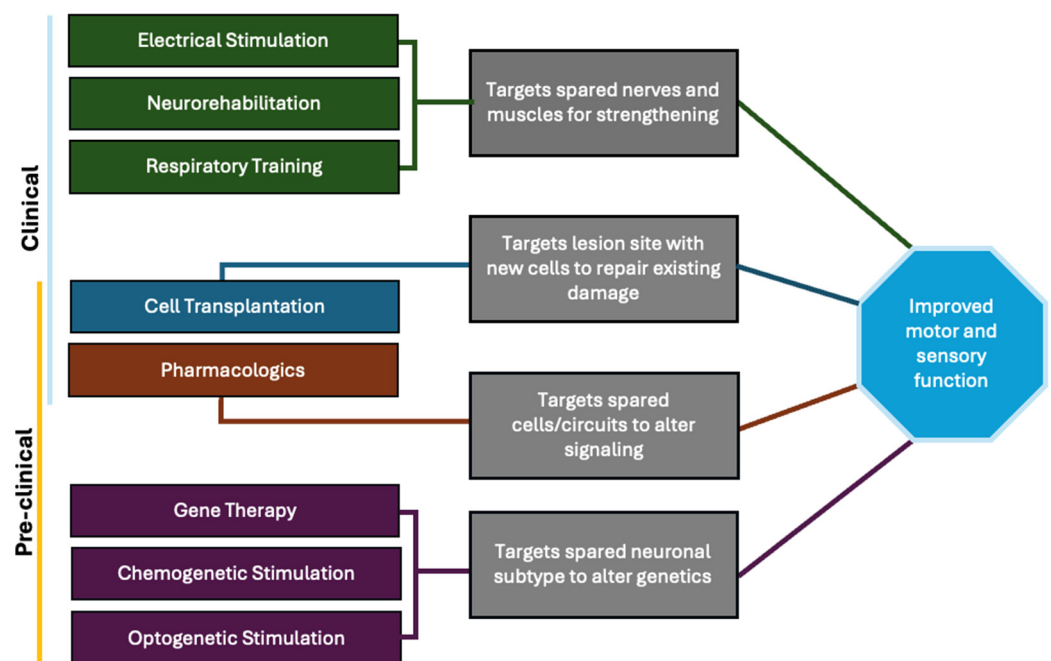 Clinical
Pre-clinical
Electrical Stimulation
Neurorehabilitation
Respiratory Training
Cell Transplantation
Pharmacologics
Gene Therapy
Chemogenetic Stimulation
Optogenetic Stimulation
Targets spared nerves and
muscles for strengthening
Targets lesion site with
new cells to repair existing
damage
Targets spared
cells/circuits to alter
signaling
Targets spared neuronal
subtype to alter genetics
Improved
motor and
sensory
function